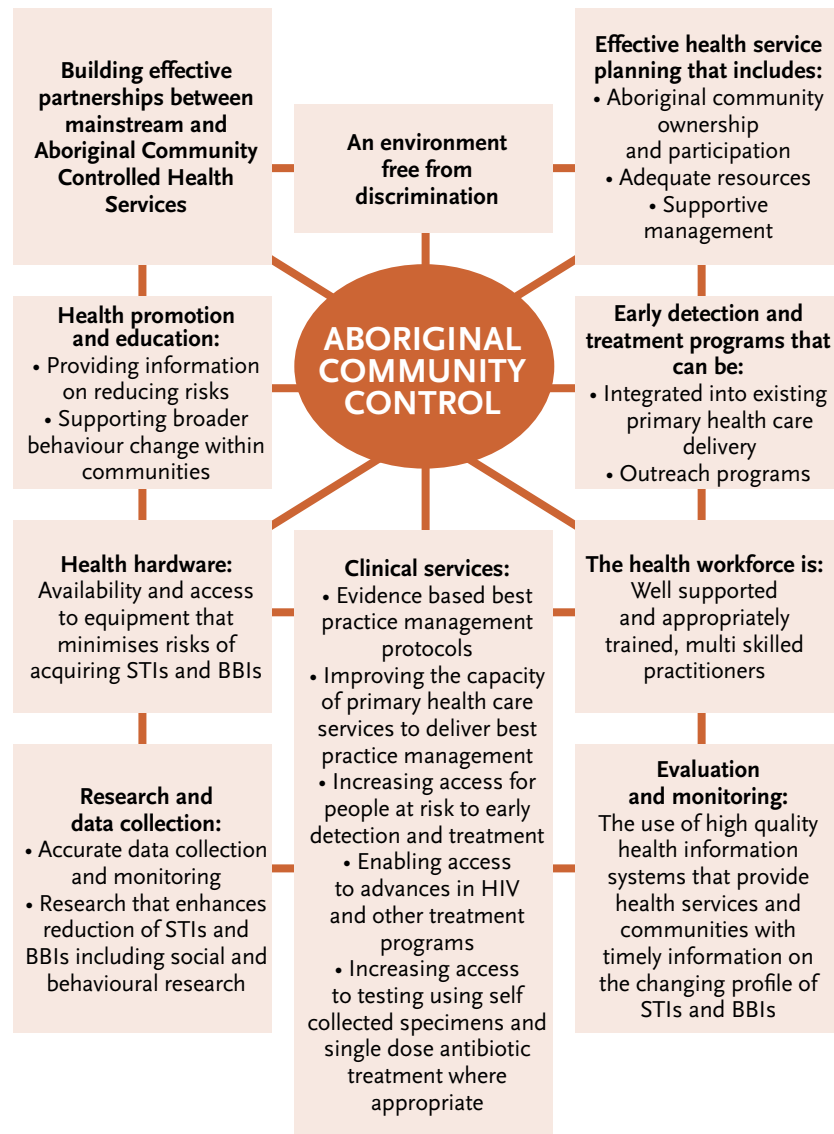 Building effective
partnerships between
mainstream and
Aboriginal Community
Controlled Health
Services
An environment
free from
discrimination
Effective health service
planning that includes:
• Aboriginal community
ownership
and participation
• Adequate resources
• Supportive
management
ABORIGINAL
COMMUNITY
CONTROL
Health promotion
and education:
• Providing information
on reducing risks
• Supporting broader
behaviour change within
communities
Early detection and
treatment programs that
can be:
• Integrated into existing
primary health care
delivery
• Outreach programs
Health hardware:
Availability and access
to equipment that
minimises risks of
acquiring STIs and BBIs
Clinical services:
• Evidence based best
practice management
protocols
• Improving the capacity
of primary health care
services to deliver best
practice management
• Increasing access for
people at risk to early
detection and treatment
• Enabling access
to advances in HIV
and other treatment
programs
• Increasing access
to testing using self
collected specimens and
single dose antibiotic
treatment where
appropriate
The health workforce is:
Well supported
and appropriately
trained, multi skilled
practitioners
Research and
data collection:
• Accurate data collection
and monitoring
• Research that enhances
reduction of STIs and
BBIs including social and
behavioural research
Evaluation
and monitoring:
The use of high quality
health information
systems that provide
health services and
communities with
timely information on
the changing profile of
STIs and BBIs